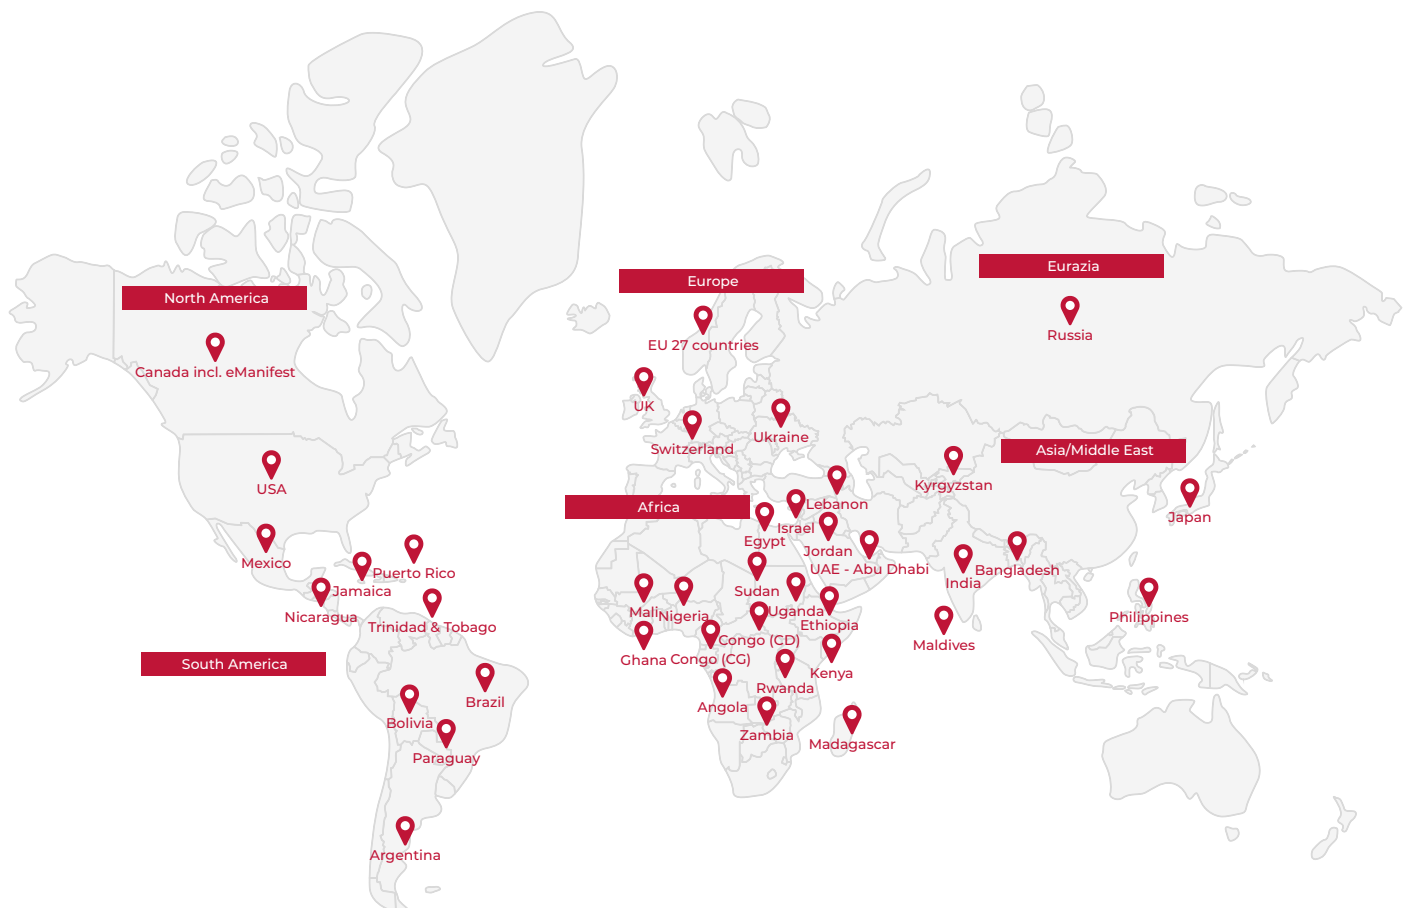 North America
Canada incl. eManifest
USA
Mexico
Puerto Rico
Jamaica
Nicaragua
Trinidad & Tobago
South America
Brazil
Bolivia
Paraguay
Argentina
Europe
EU 27 countries
UK
Ukraine
Switzerland
Africa
Egypt
Sudan
Mali
Nigeria
Uganda
Ethiopia
Ghana
Congo (CG)
Congo (CD)
Kenya
Rwanda
Angola
Zambia
Madagascar
Eurazia
Russia
Asia/Middle East
Kyrgyzstan
Lebanon
Israel
Jordan
UAE - Abu Dhabi
India
Bangladesh
Japan
Philippines
Maldives